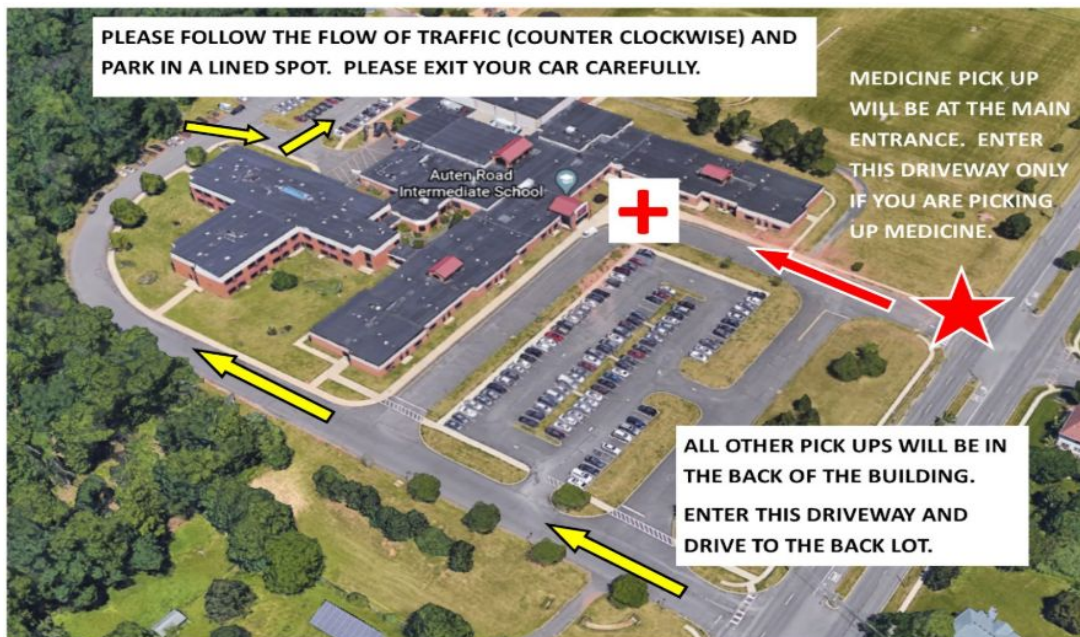 PLEASE FOLLOW THE FLOW OF TRAFFIC (COUNTER CLOCKWISE) AND
PARK IN A LINED SPOT.  PLEASE EXIT YOUR CAR CAREFULLY.
MEDICINE PICK UP
WILL BE AT THE MAIN
ENTRANCE.  ENTER
THIS DRIVEWAY ONLY
IF YOU ARE PICKING
UP MEDICINE.
Auten Road
Intermediate School
ALL OTHER PICK UPS WILL BE IN
THE BACK OF THE BUILDING.
ENTER THIS DRIVEWAY AND
DRIVE TO THE BACK LOT.